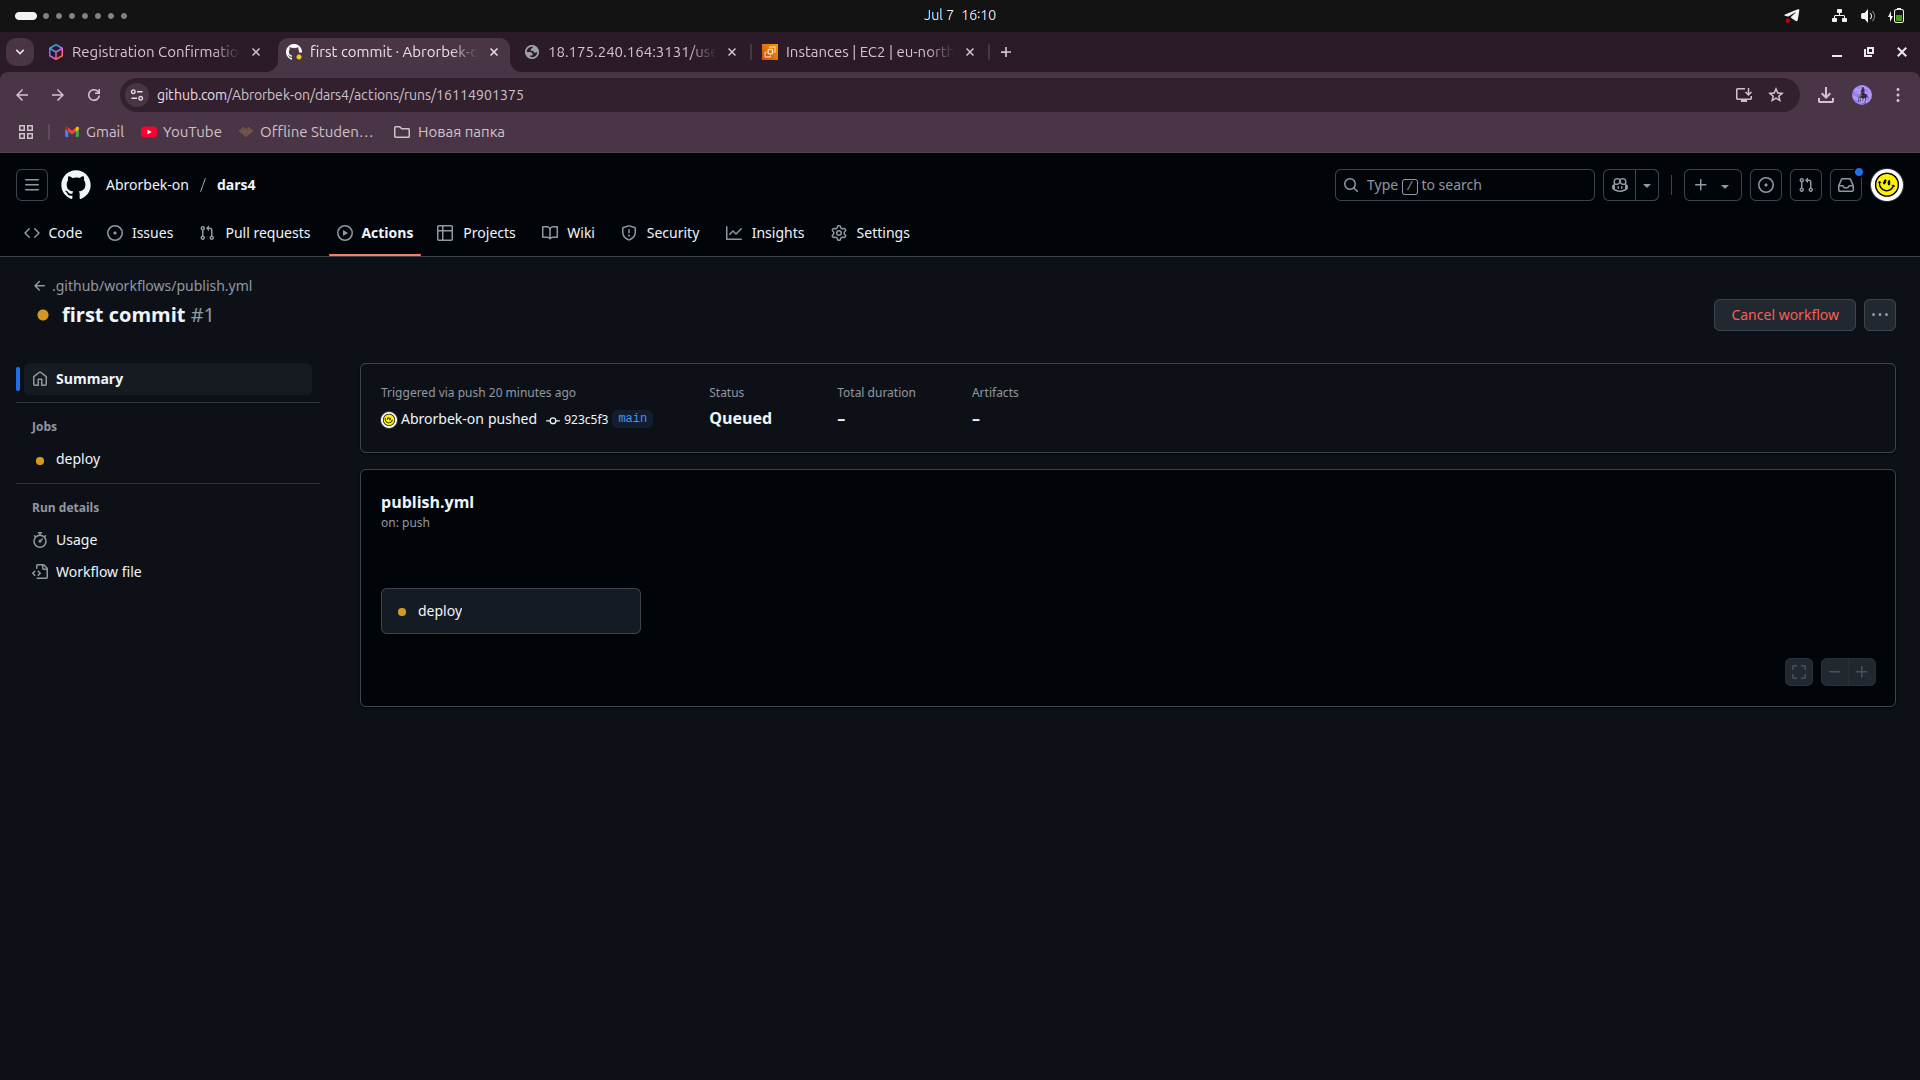 Jul 7 16:10
Registration Confirmatio
first commit · Abrorbek-o
18.175.240.164:3131/use
Instances | EC2 | eu-north
github.com/Abrorbek-on/dars4/actions/runs/16114901375
Gmail
YouTube
Offline Studen…
Новая папка
Abrorbek-on / dars4
Type / to search
Code
Issues
Pull requests
Actions
Projects
Wiki
Security
Insights
Settings
.github/workflows/publish.yml
first commit #1
Cancel workflow
Summary
Jobs
deploy
Run details
Usage
Workflow file
Triggered via push 20 minutes ago
Abrorbek-on pushed 923c5f3 main
Status
Queued
Total duration
–
Artifacts
–
publish.yml
on: push
deploy